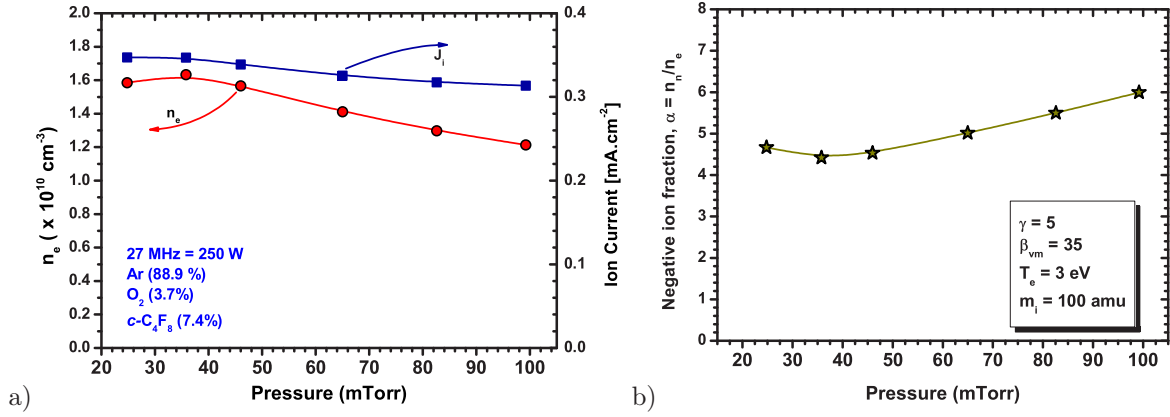 2.0
1.8
1.6
1.4
1.2
1.0
0.8
0.6
0.4
0.2
0.0
n_e ( x 10^10 cm^-3)
n_e
J_i
27 MHz = 250 W
Ar (88.9 %)
O_2 (3.7%)
c-C_4F_8 (7.4%)
20 30 40 50 60 70 80 90 100
Pressure (mTorr)
0.4
0.3
0.2
0.1
0.0
Ion Current [mA.cm^-2]
a)
8
6
4
2
0
Negative ion fraction, α = n_n/n_e
γ = 5
β_vm = 35
T_e = 3 eV
m_i = 100 amu
20 30 40 50 60 70 80 90 100
Pressure (mTorr)
b)